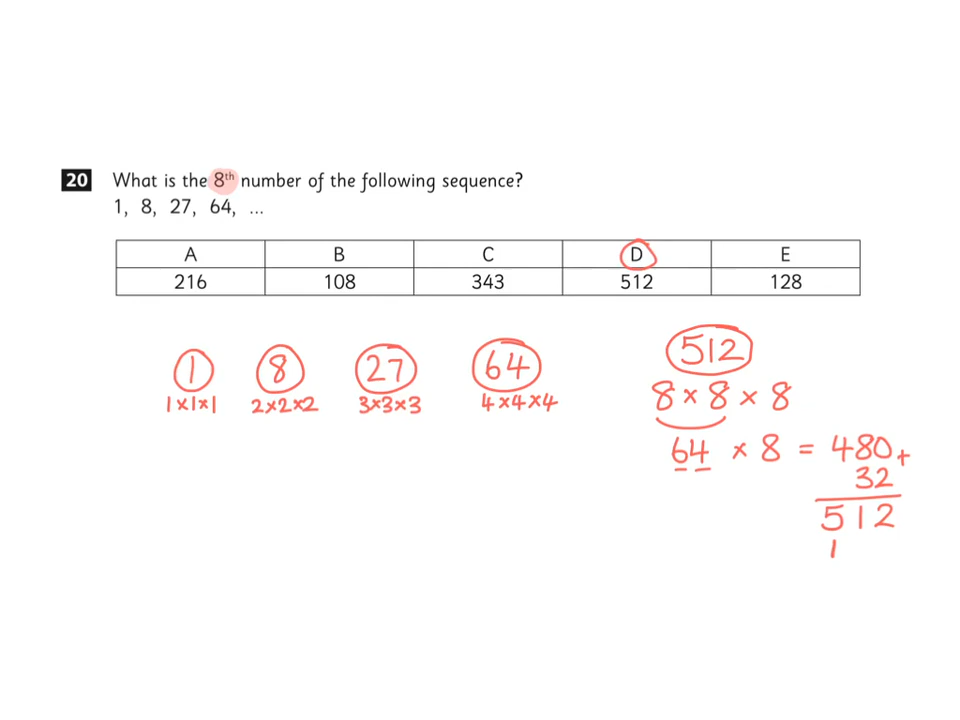 20 What is the 8th number of the following sequence?
1, 8, 27, 64, ...
A B C D E
216 108 343 512 128
1 8 27 64 512
1×1×1 2×2×2 3×3×3 4×4×4 8 × 8 × 8
64 × 8 = 480+
32
512
1